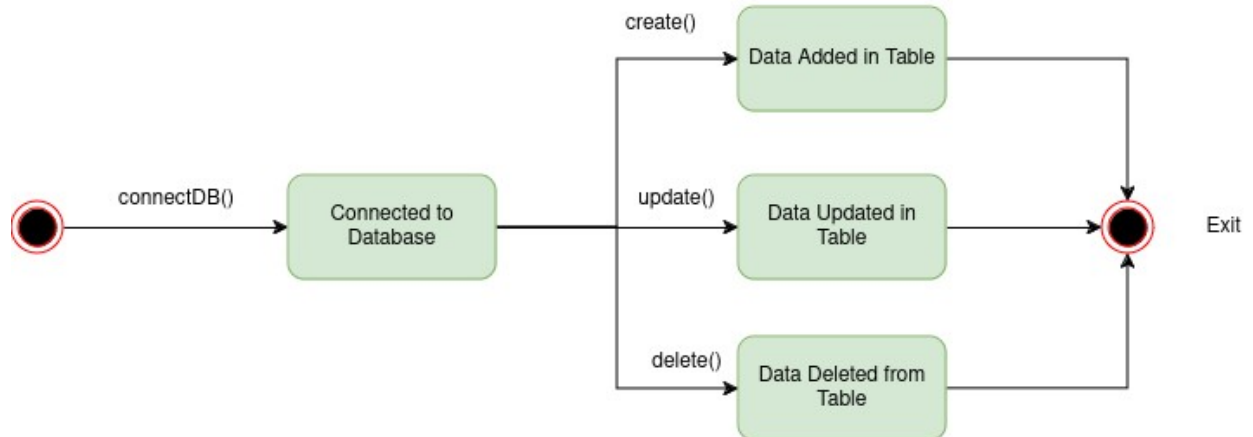 create()
Data Added in Table
connectDB()
Connected to
Database
update()
Data Updated in
Table
Exit
delete()
Data Deleted from
Table